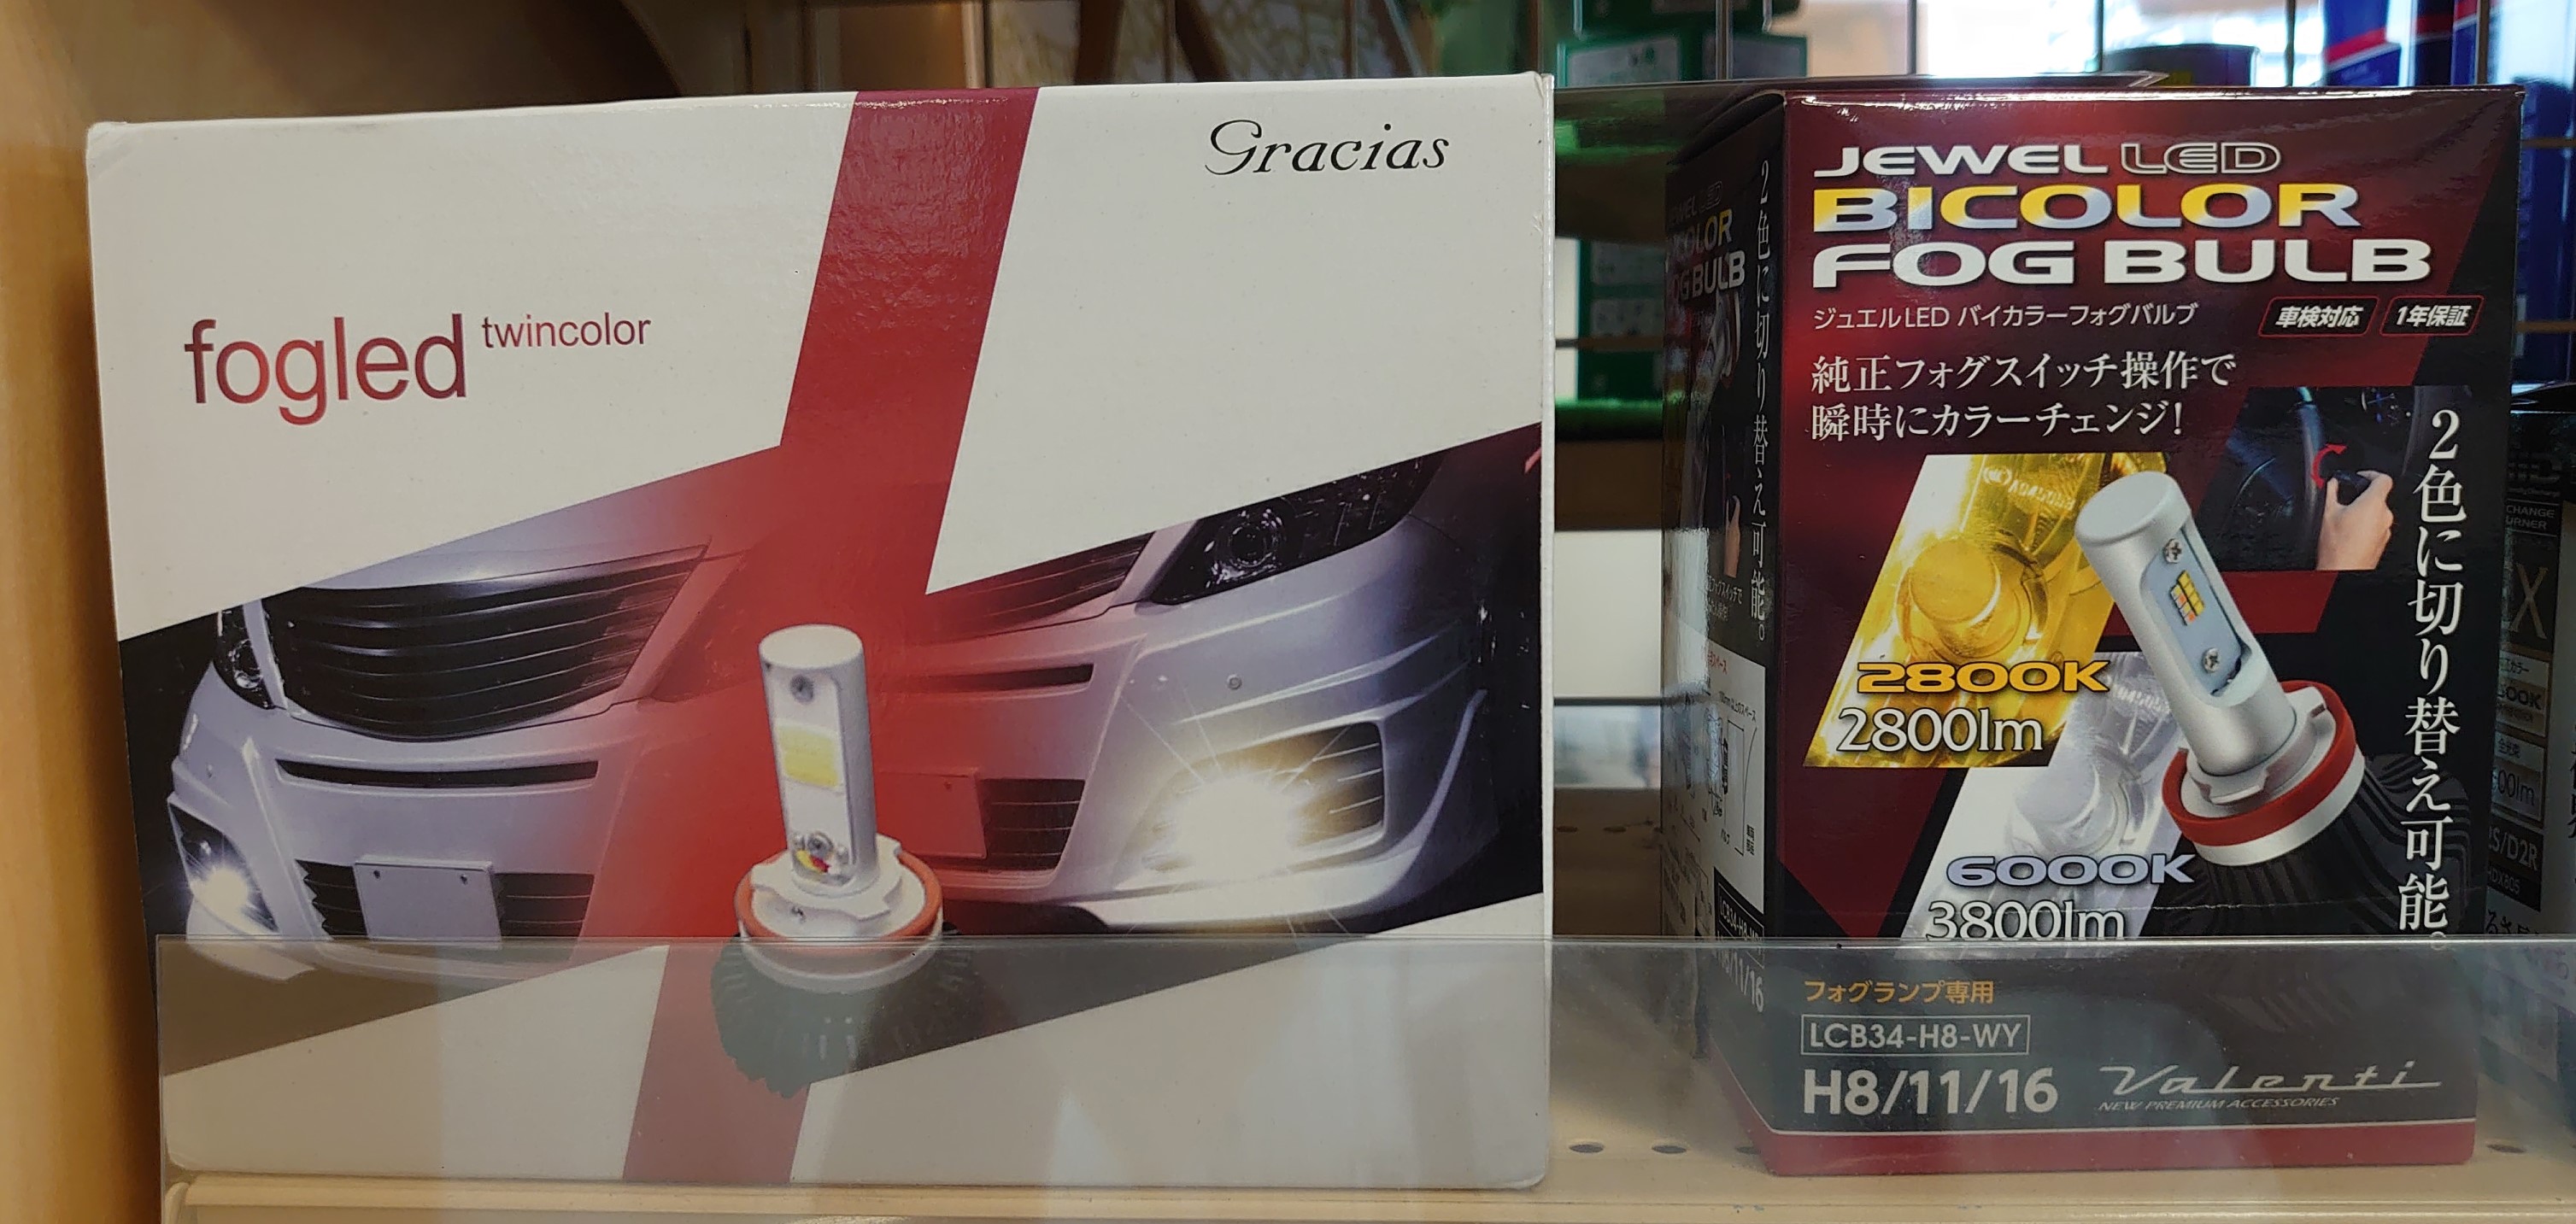 Gracias
fogled twincolor
JEWEL LED
BICOLOR
FOG BULB
ジュエルLED バイカラーフォグバルブ
車検対応
1年保証
純正フォグスイッチ操作で
瞬時にカラーチェンジ!
2色に切り替え可能。
2800K
2800lm
6000K
3800lm
フォグランプ専用
LCB34-H8-WY
H8/11/16
Valenti
NEW PREMIUM ACCESSORIES
2色に切り替え可能。
FOG BULB
CHANGE